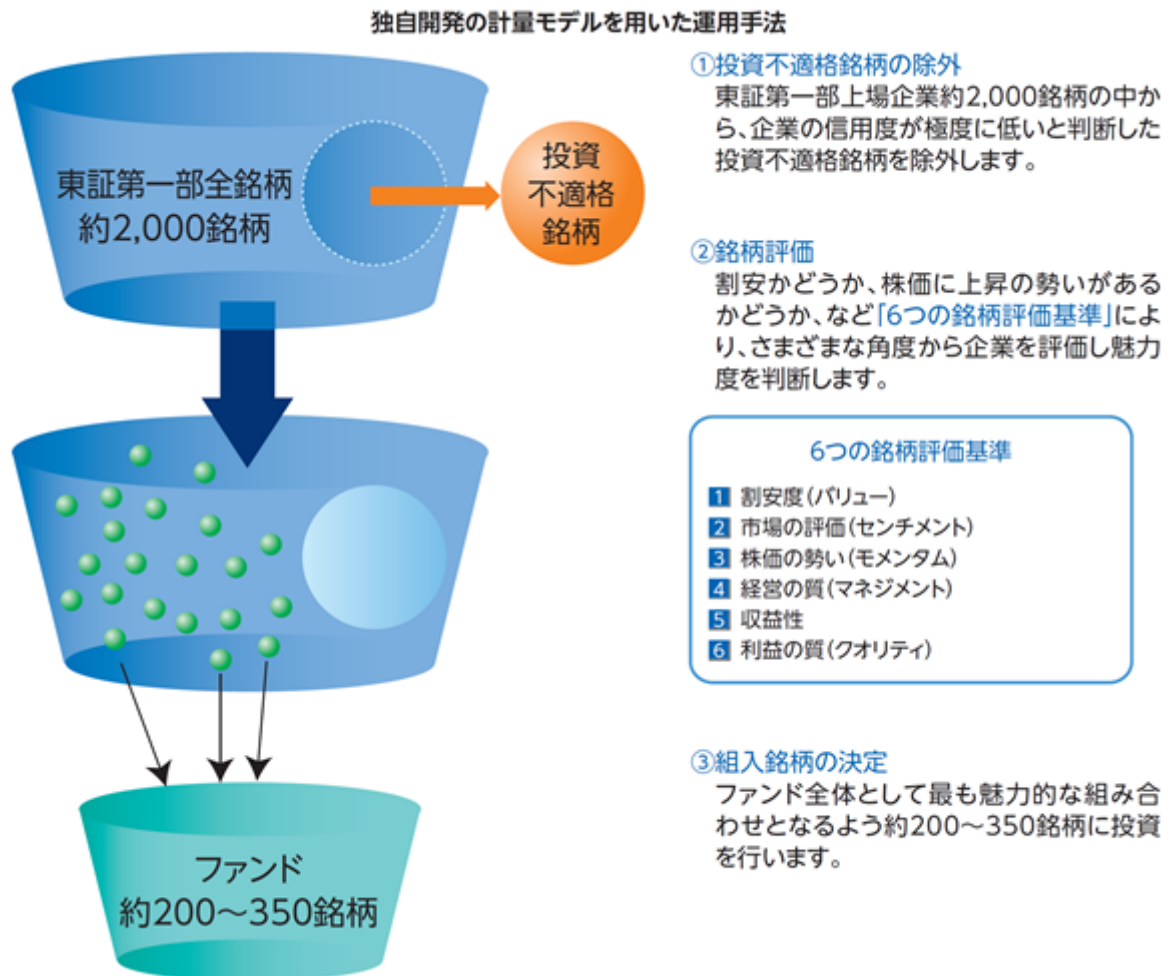 独自開発の計量モデルを用いた運用手法
東証第一部全銘柄
約2,000銘柄
投資
不適格
銘柄
①投資不適格銘柄の除外
東証第一部上場企業約2,000銘柄の中か
ら、企業の信用度が極度に低いと判断した
投資不適格銘柄を除外します。
②銘柄評価
割安かどうか、株価に上昇の勢いがある
かどうか、など「6つの銘柄評価基準」によ
り、さまざまな角度から企業を評価し魅力
度を判断します。
6つの銘柄評価基準
1 割安度(バリュー)
2 市場の評価(センチメント)
3 株価の勢い(モメンタム)
4 経営の質(マネジメント)
5 収益性
6 利益の質(クオリティ)
③組入銘柄の決定
ファンド全体として最も魅力的な組み合
わせとなるよう約200～350銘柄に投資
を行います。
ファンド
約200～350銘柄